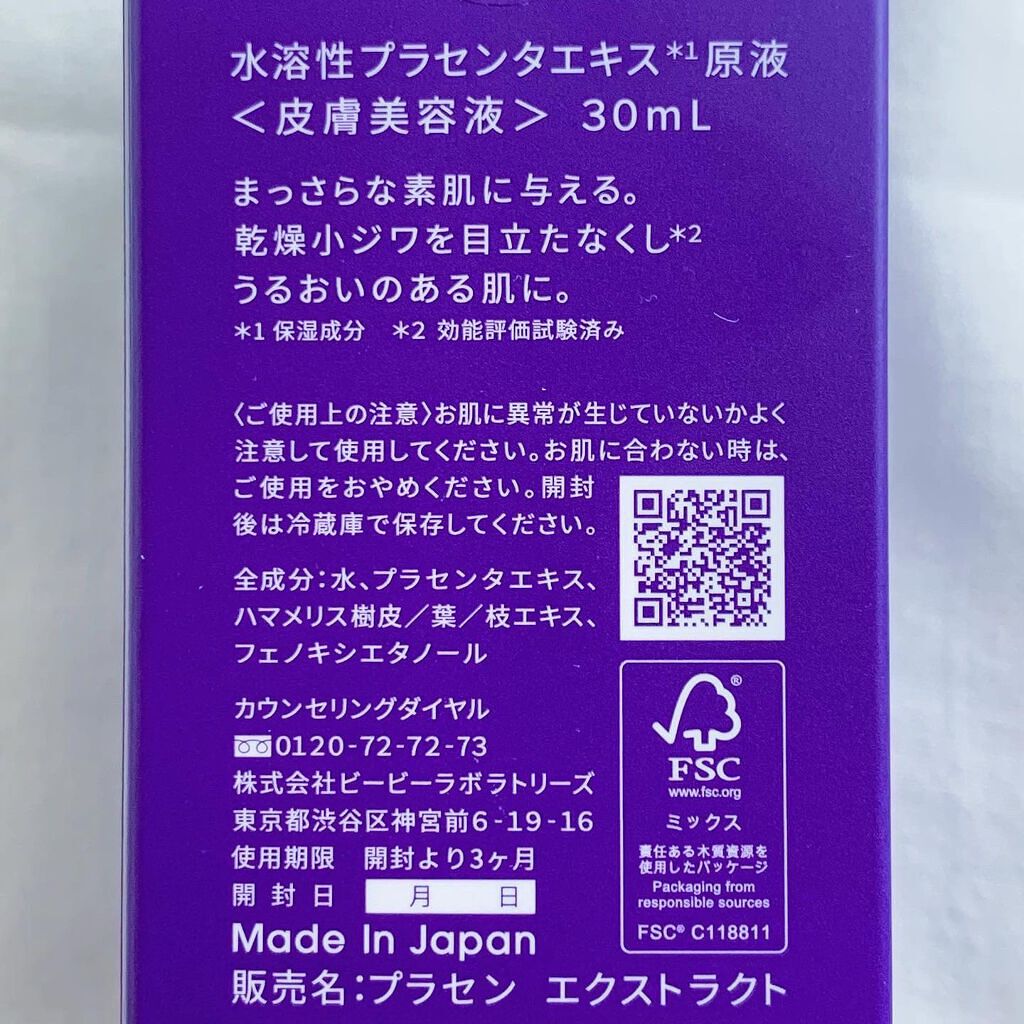 水溶性プラセンタエキス*1原液
＜皮膚美容液＞ 30mL
まっさらな素肌に与える。
乾燥小ジワを目立たなくし*2
うるおいのある肌に。
*1 保湿成分 *2 効能評価試験済み
〈ご使用上の注意〉お肌に異常が生じていないかよく
注意して使用してください。お肌に合わない時は、
ご使用をおやめください。開封
後は冷蔵庫で保存してください。
全成分：水、プラセンタエキス、
ハマメリス樹皮／葉／枝エキス、
フェノキシエタノール
カウンセリングダイヤル
0120-72-72-73
株式会社ビービーラボラトリーズ
東京都渋谷区神宮前6-19-16
使用期限 開封より3ヶ月
開封日 月 日
Made In Japan
販売名：プラセン エクストラクト
®
FSC
www.fsc.org
ミックス
責任ある木質資源を
使用したパッケージ
Packaging from
responsible sources
FSC® C118811